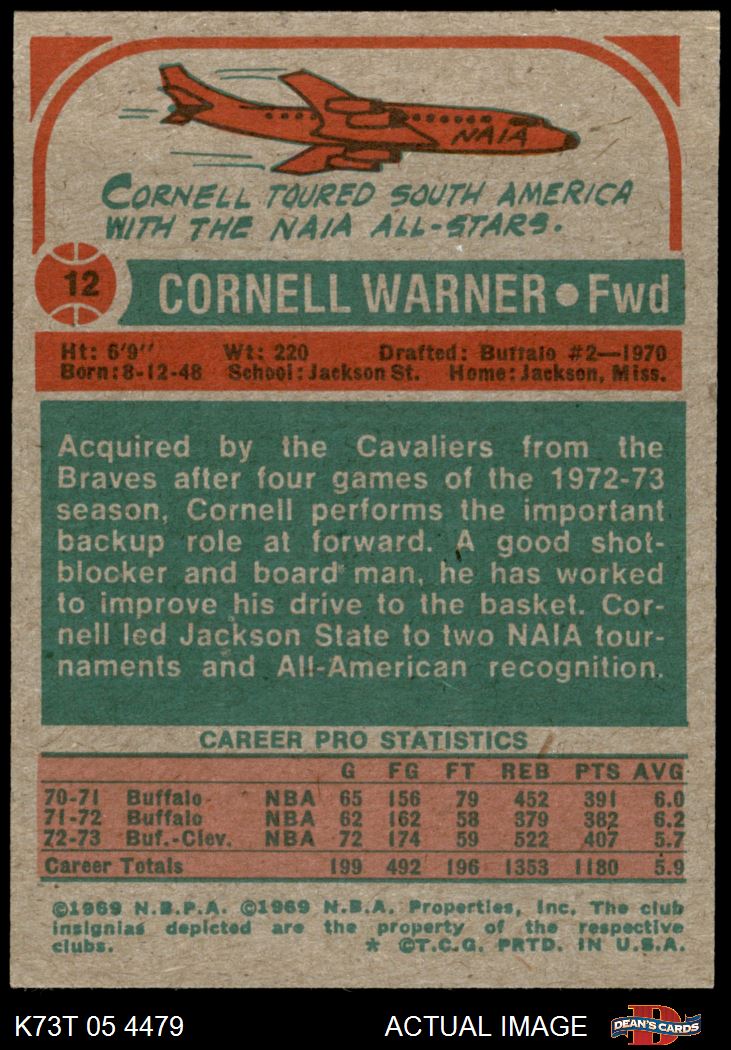 NAIA
CORNELL TOURED SOUTH AMERICA
WITH THE NAIA ALL-STARS.
12 CORNELL WARNER • Fwd
Ht: 6'9" Wt: 220 Drafted: Buffalo #2—1970
Born: 8-12-48 School: Jackson St. Home: Jackson, Miss.
Acquired by the Cavaliers from the
Braves after four games of the 1972-73
season, Cornell performs the important
backup role at forward. A good shot-
blocker and board man, he has worked
to improve his drive to the basket. Cor-
nell led Jackson State to two NAIA tour-
naments and All-American recognition.
CAREER PRO STATISTICS
G FG FT REB PTS AVG
70-71 Buffalo NBA 65 156 79 452 391 6.0
71-72 Buffalo NBA 62 162 58 379 382 6.2
72-73 Buf.-Clev. NBA 72 174 59 522 407 5.7
Career Totals 199 492 196 1353 1180 5.9
©1969 N.B.P.A. ©1969 N.B.A. Properties, Inc. The club
insignias depicted are the property of the respective
clubs. * ©T.C.G. PRTD. IN U.S.A.
K73T 05 4479 ACTUAL IMAGE DEAN'S CARDS